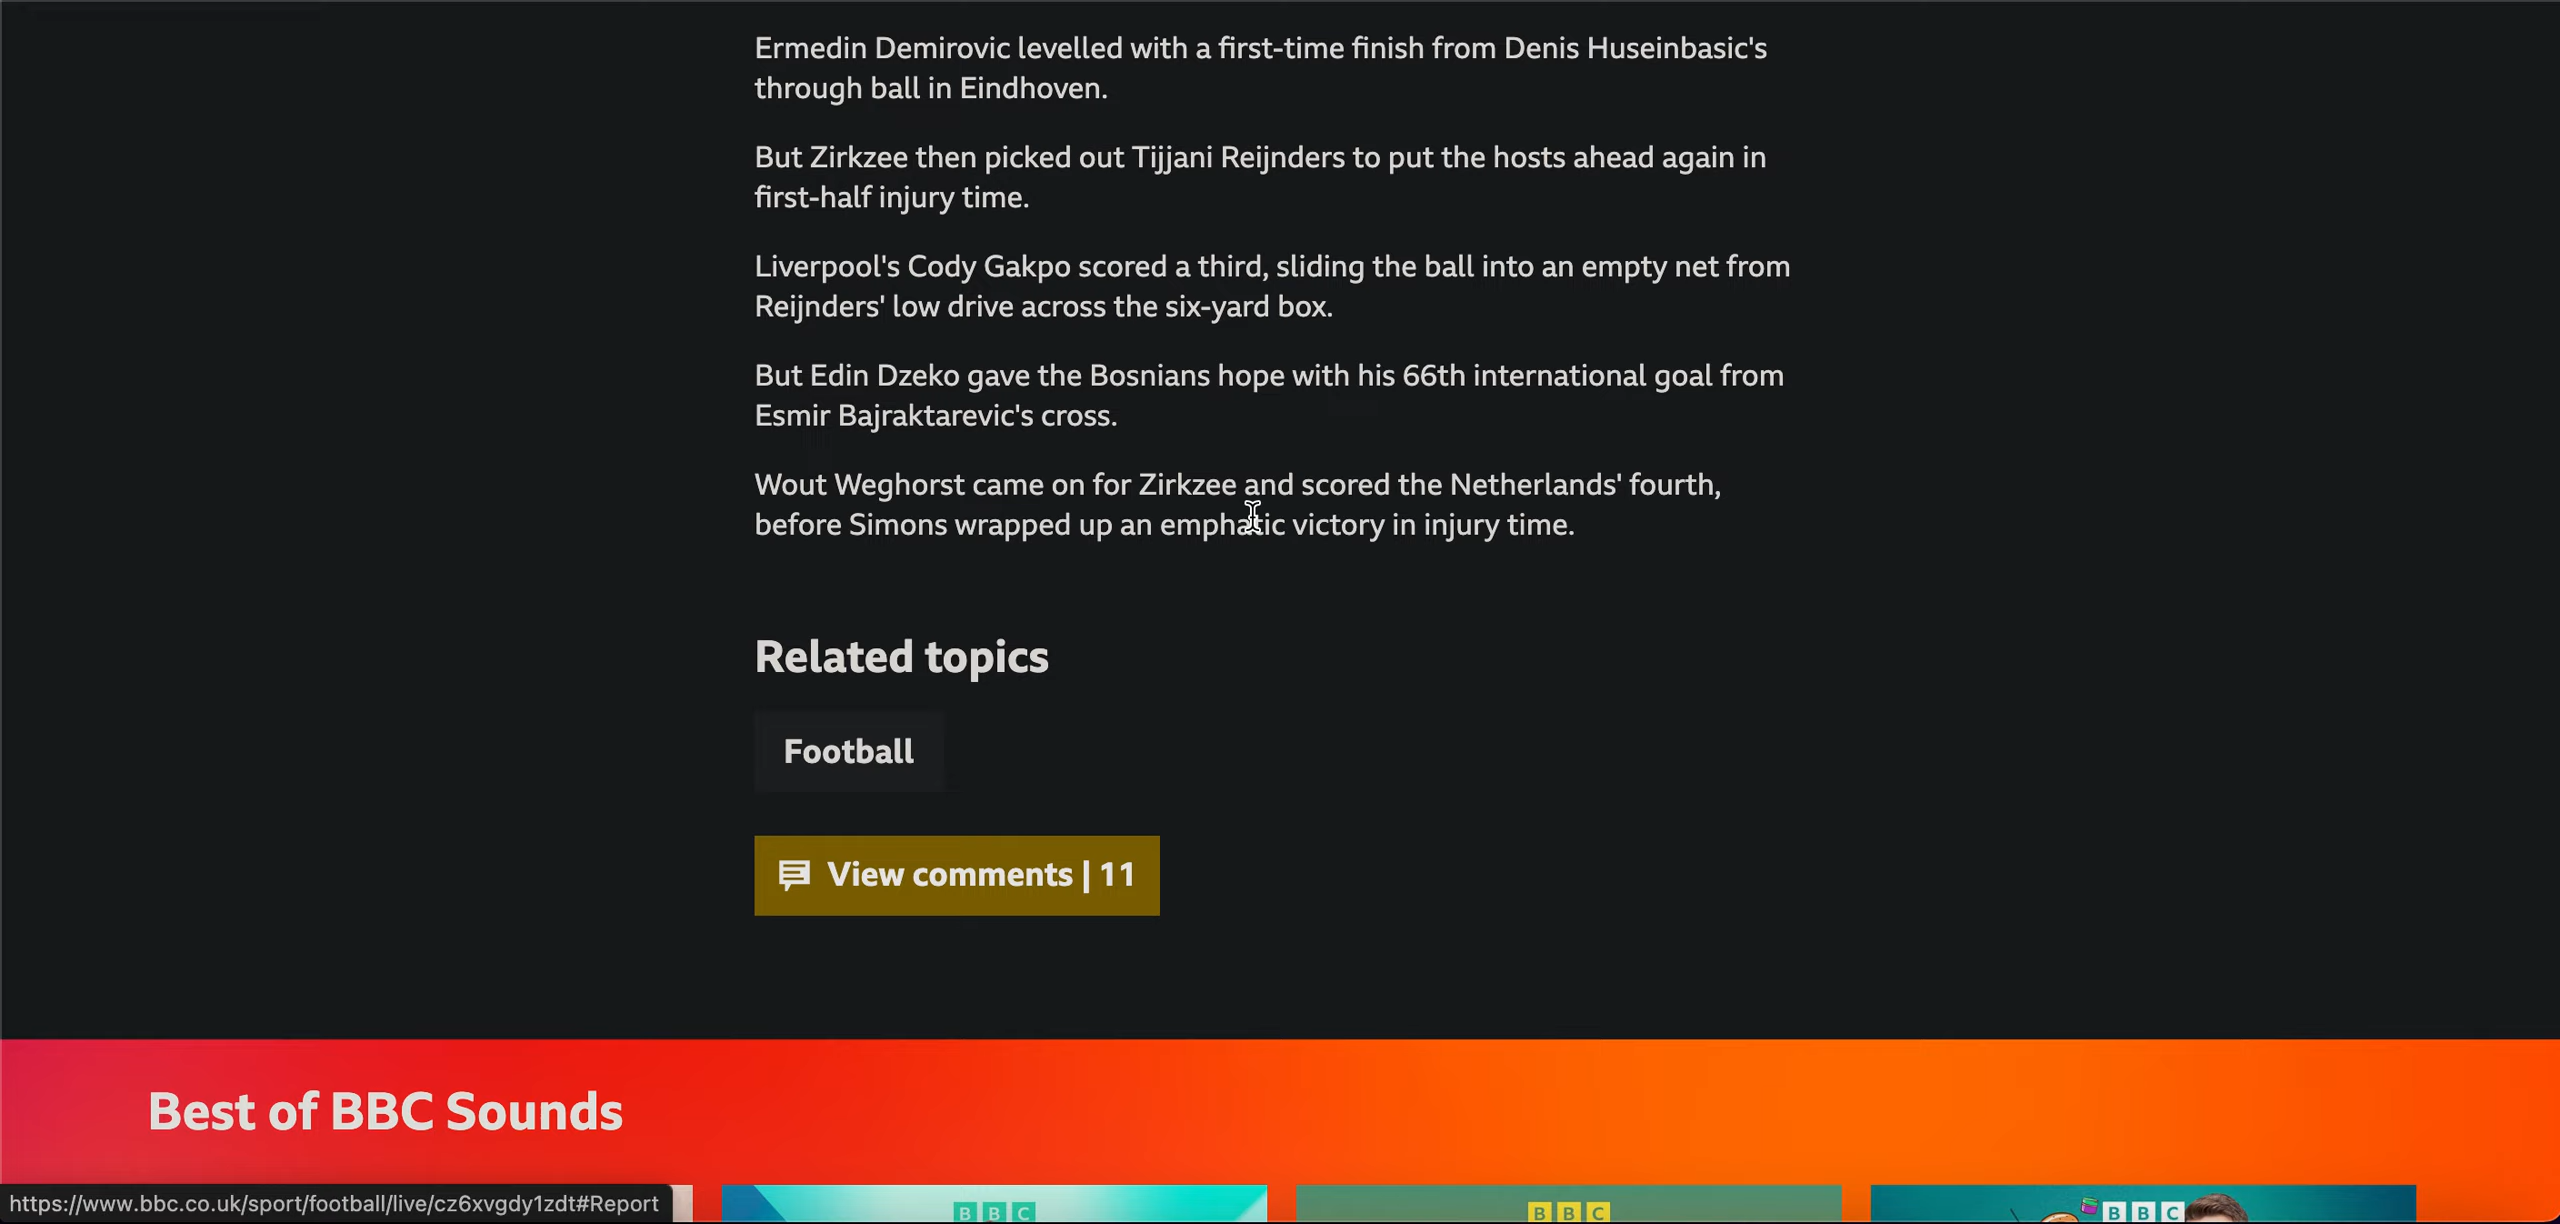 Ermedin Demirovic levelled with a first-time finish from Denis Huseinbasic's
through ball in Eindhoven.
But Zirkzee then picked out Tijjani Reijnders to put the hosts ahead again in
first-half injury time.
Liverpool's Cody Gakpo scored a third, sliding the ball into an empty net from
Reijnders' low drive across the six-yard box.
But Edin Dzeko gave the Bosnians hope with his 66th international goal from
Esmir Bajraktarevic's cross.
Wout Weghorst came on for Zirkzee and scored the Netherlands' fourth,
before Simons wrapped up an emphatic victory in injury time.
Related topics
Football
View comments | 11
Best of BBC Sounds
https://www.bbc.co.uk/sport/football/live/cz6xvgdy1zdt#Report
BBC
BBC
BBC